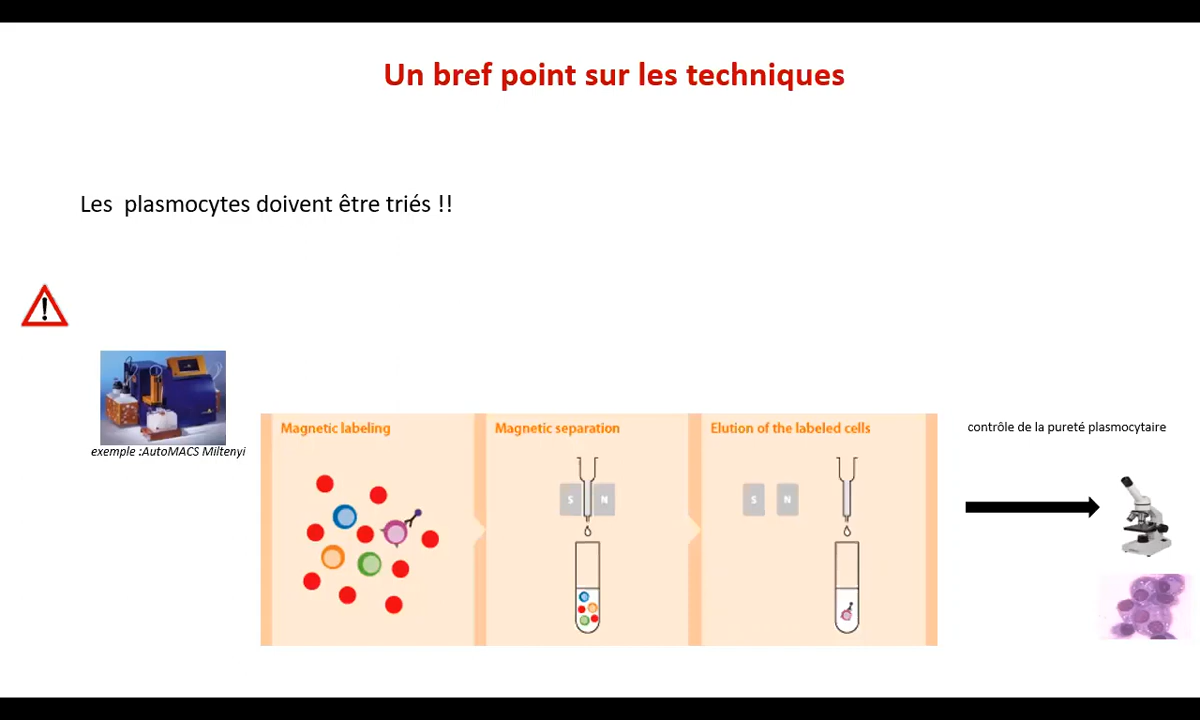 Un bref point sur les techniques
Les  plasmocytes doivent être triés !!
exemple :AutoMACS Miltenyi
Magnetic labeling
Magnetic separation
Elution of the labeled cells
S N
S N
contrôle de la pureté plasmocytaire